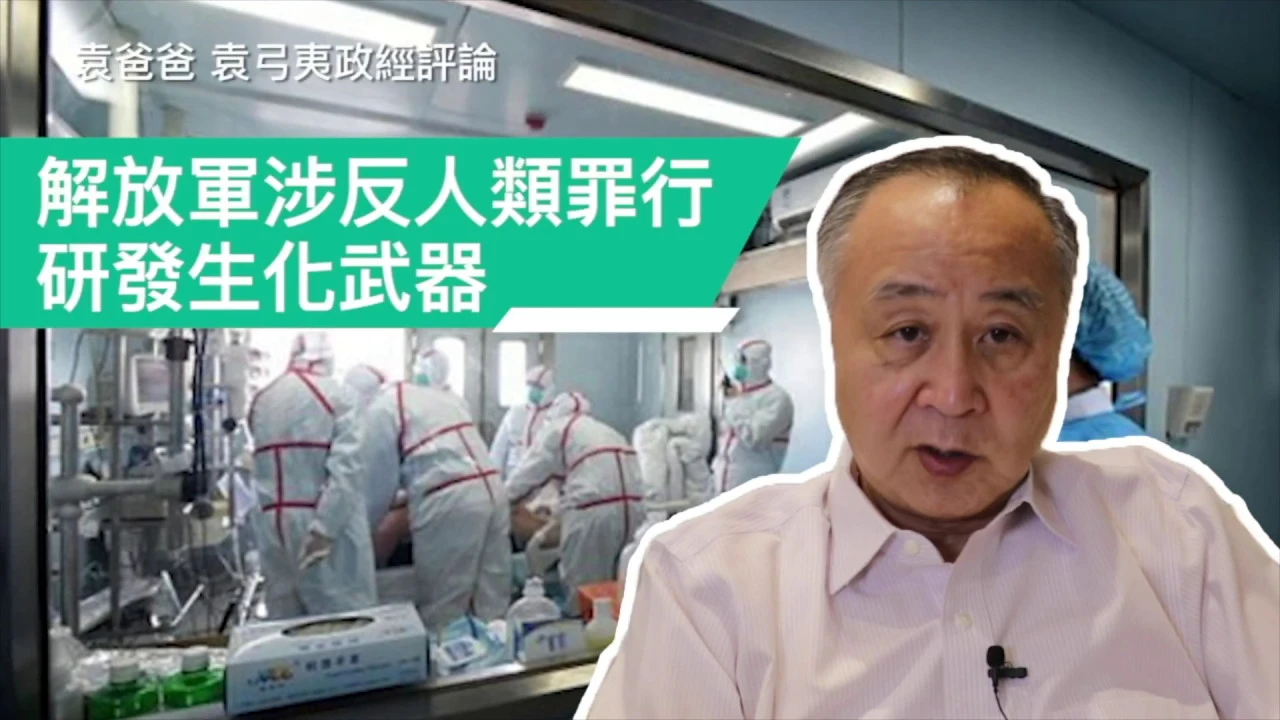 袁爸爸 袁弓夷政經評論
解放軍涉反人類罪行
研發生化武器